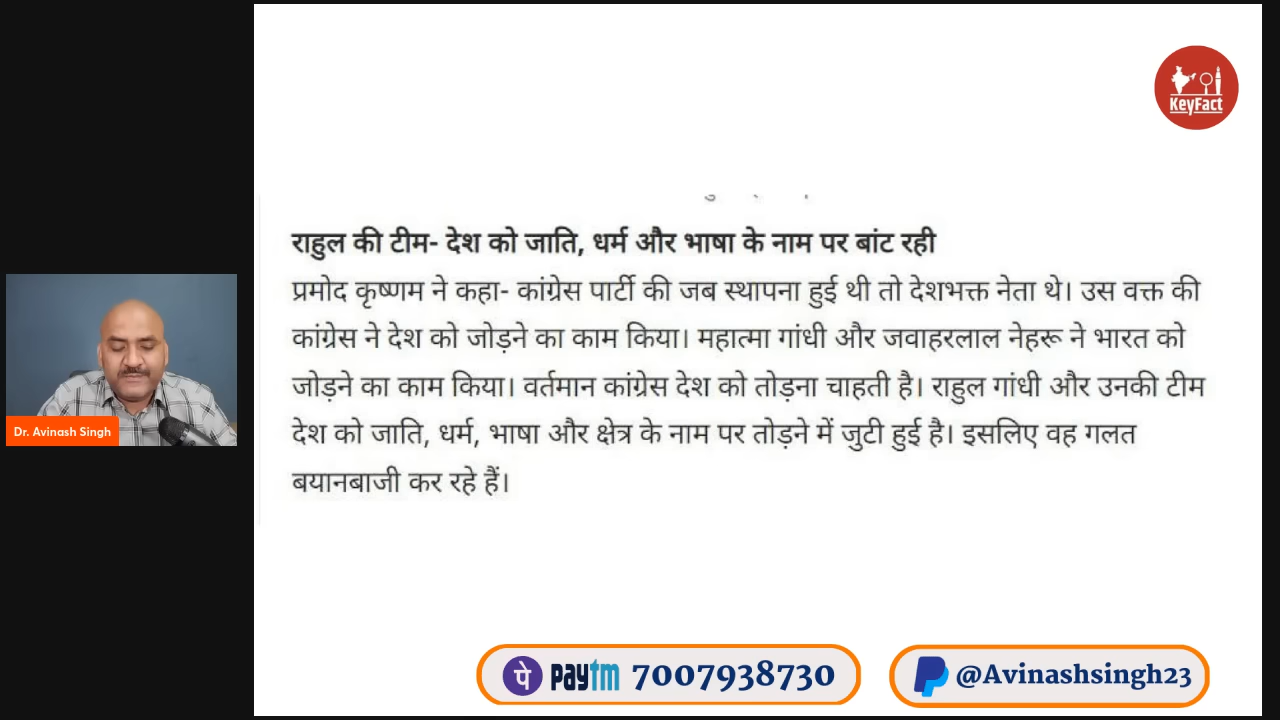 KeyFact
राहुल की टीम- देश को जाति, धर्म और भाषा के नाम पर बांट रही
प्रमोद कृष्णम ने कहा- कांग्रेस पार्टी की जब स्थापना हुई थी तो देशभक्त नेता थे। उस वक्त की
कांग्रेस ने देश को जोड़ने का काम किया। महात्मा गांधी और जवाहरलाल नेहरू ने भारत को
जोड़ने का काम किया। वर्तमान कांग्रेस देश को तोड़ना चाहती है। राहुल गांधी और उनकी टीम
देश को जाति, धर्म, भाषा और क्षेत्र के नाम पर तोड़ने में जुटी हुई है। इसलिए वह गलत
बयानबाजी कर रहे हैं।
Dr. Avinash Singh
पे paytm 7007938730
@Avinashsingh23